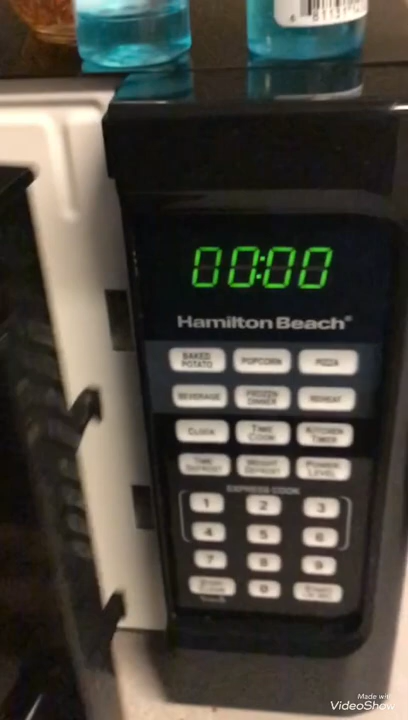 00:00
Hamilton Beach®
BAKED POTATO
POPCORN
PIZZA
BEVERAGE
FROZEN DINNER
REHEAT
CLOCK
TIME COOK
KITCHEN TIMER
TIME DEFROST
WEIGHT DEFROST
POWER LEVEL
EXPRESS COOK
1 2 3
4 5 6
7 8 9
0
Made with
VideoShow